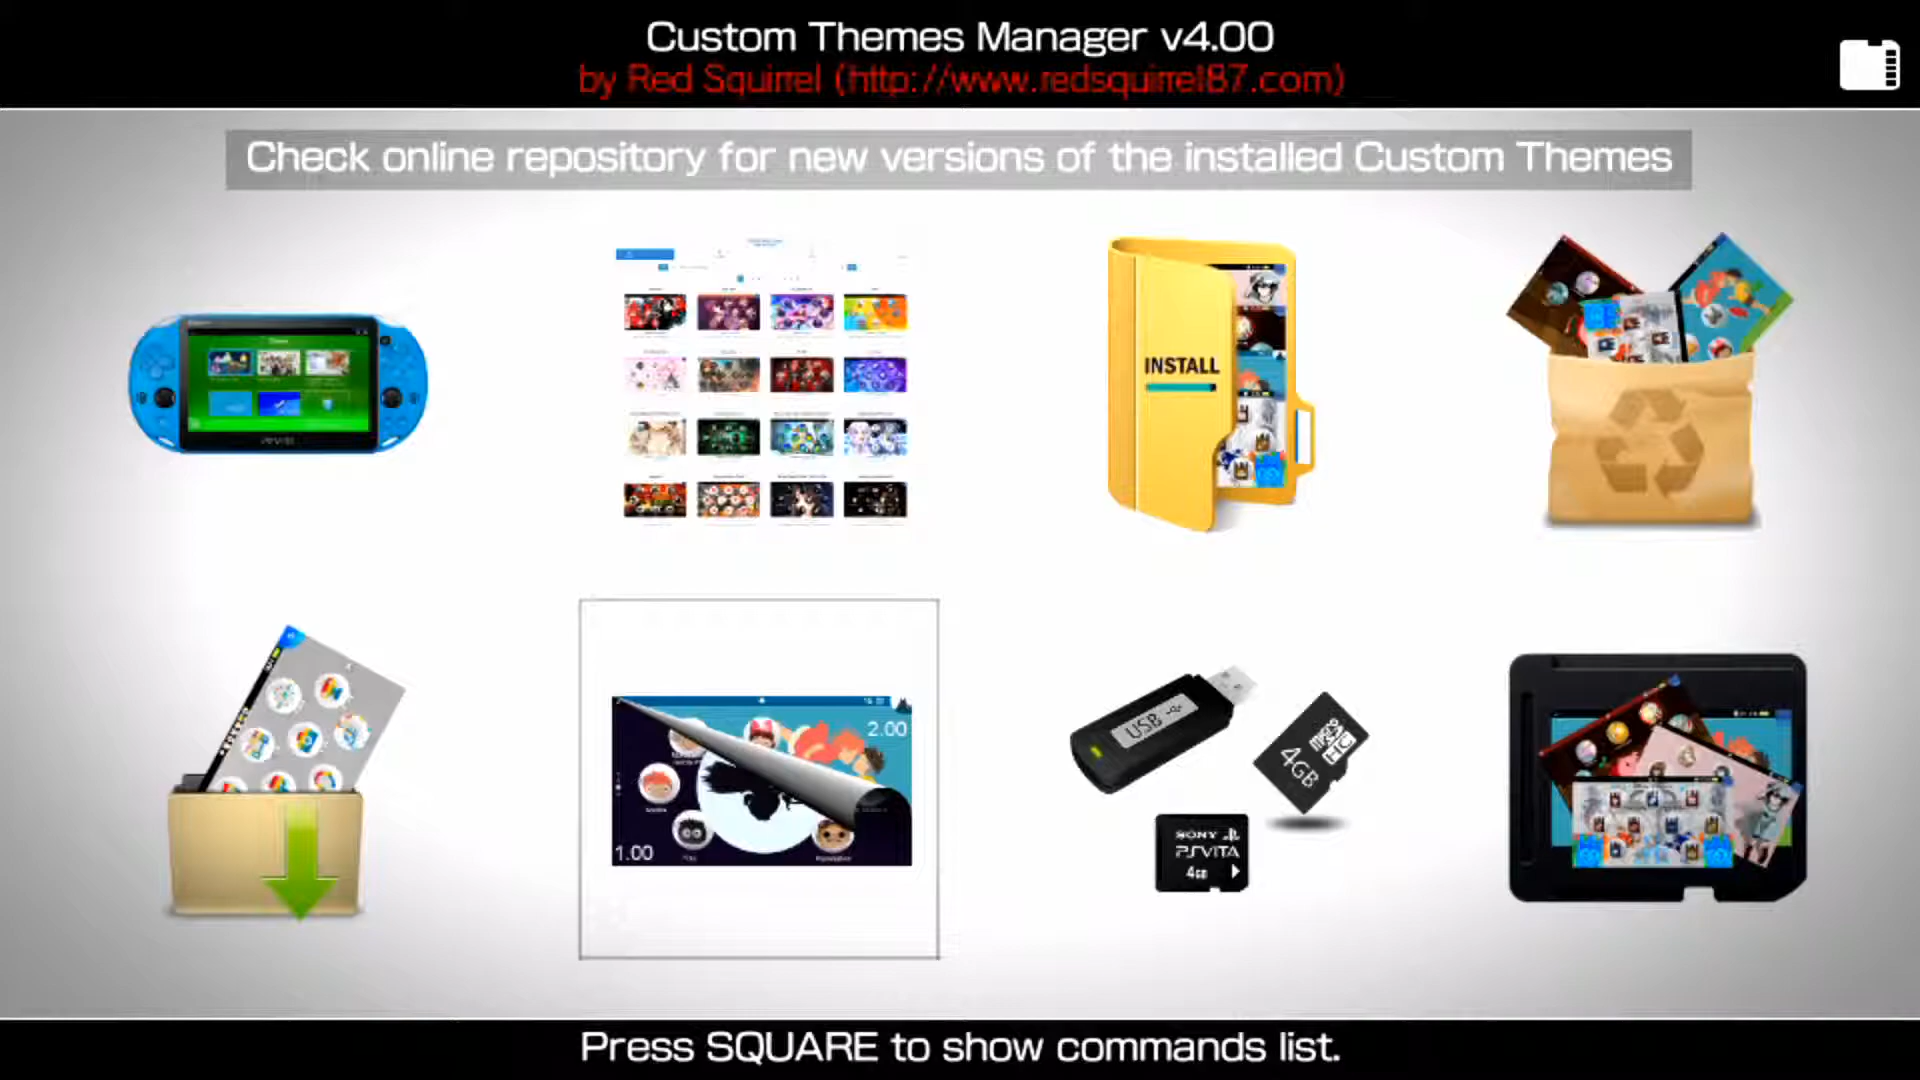 Custom Themes Manager v4.00
by Red Squirrel (http://www.redsquirrel87.com)
Check online repository for new versions of the installed Custom Themes
INSTALL
2.00
1.00
USB
4GB
microSD
HC
SONY
PSVITA
4GB
PSVITA
Press SQUARE to show commands list.